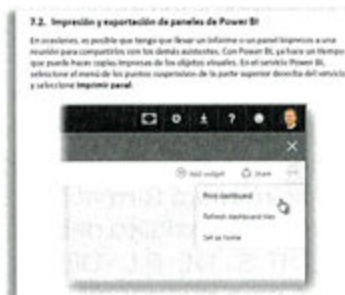 7.2. Impresión y exportación de paneles de Power BI
En ocasiones, es posible que tenga que llevar un informe o un panel impresos a una
reunión para compartirlos con los demás asistentes. Con Power BI, ya hace un tiempo
que puede hacer copias impresas de los objetos visuales. En el servicio Power BI,
seleccione el menú de los puntos suspensivos de la parte superior derecha del servicio
y seleccione Imprimir panel.
Add widget Share
Print dashboard
Refresh dashboard tiles
Set as home